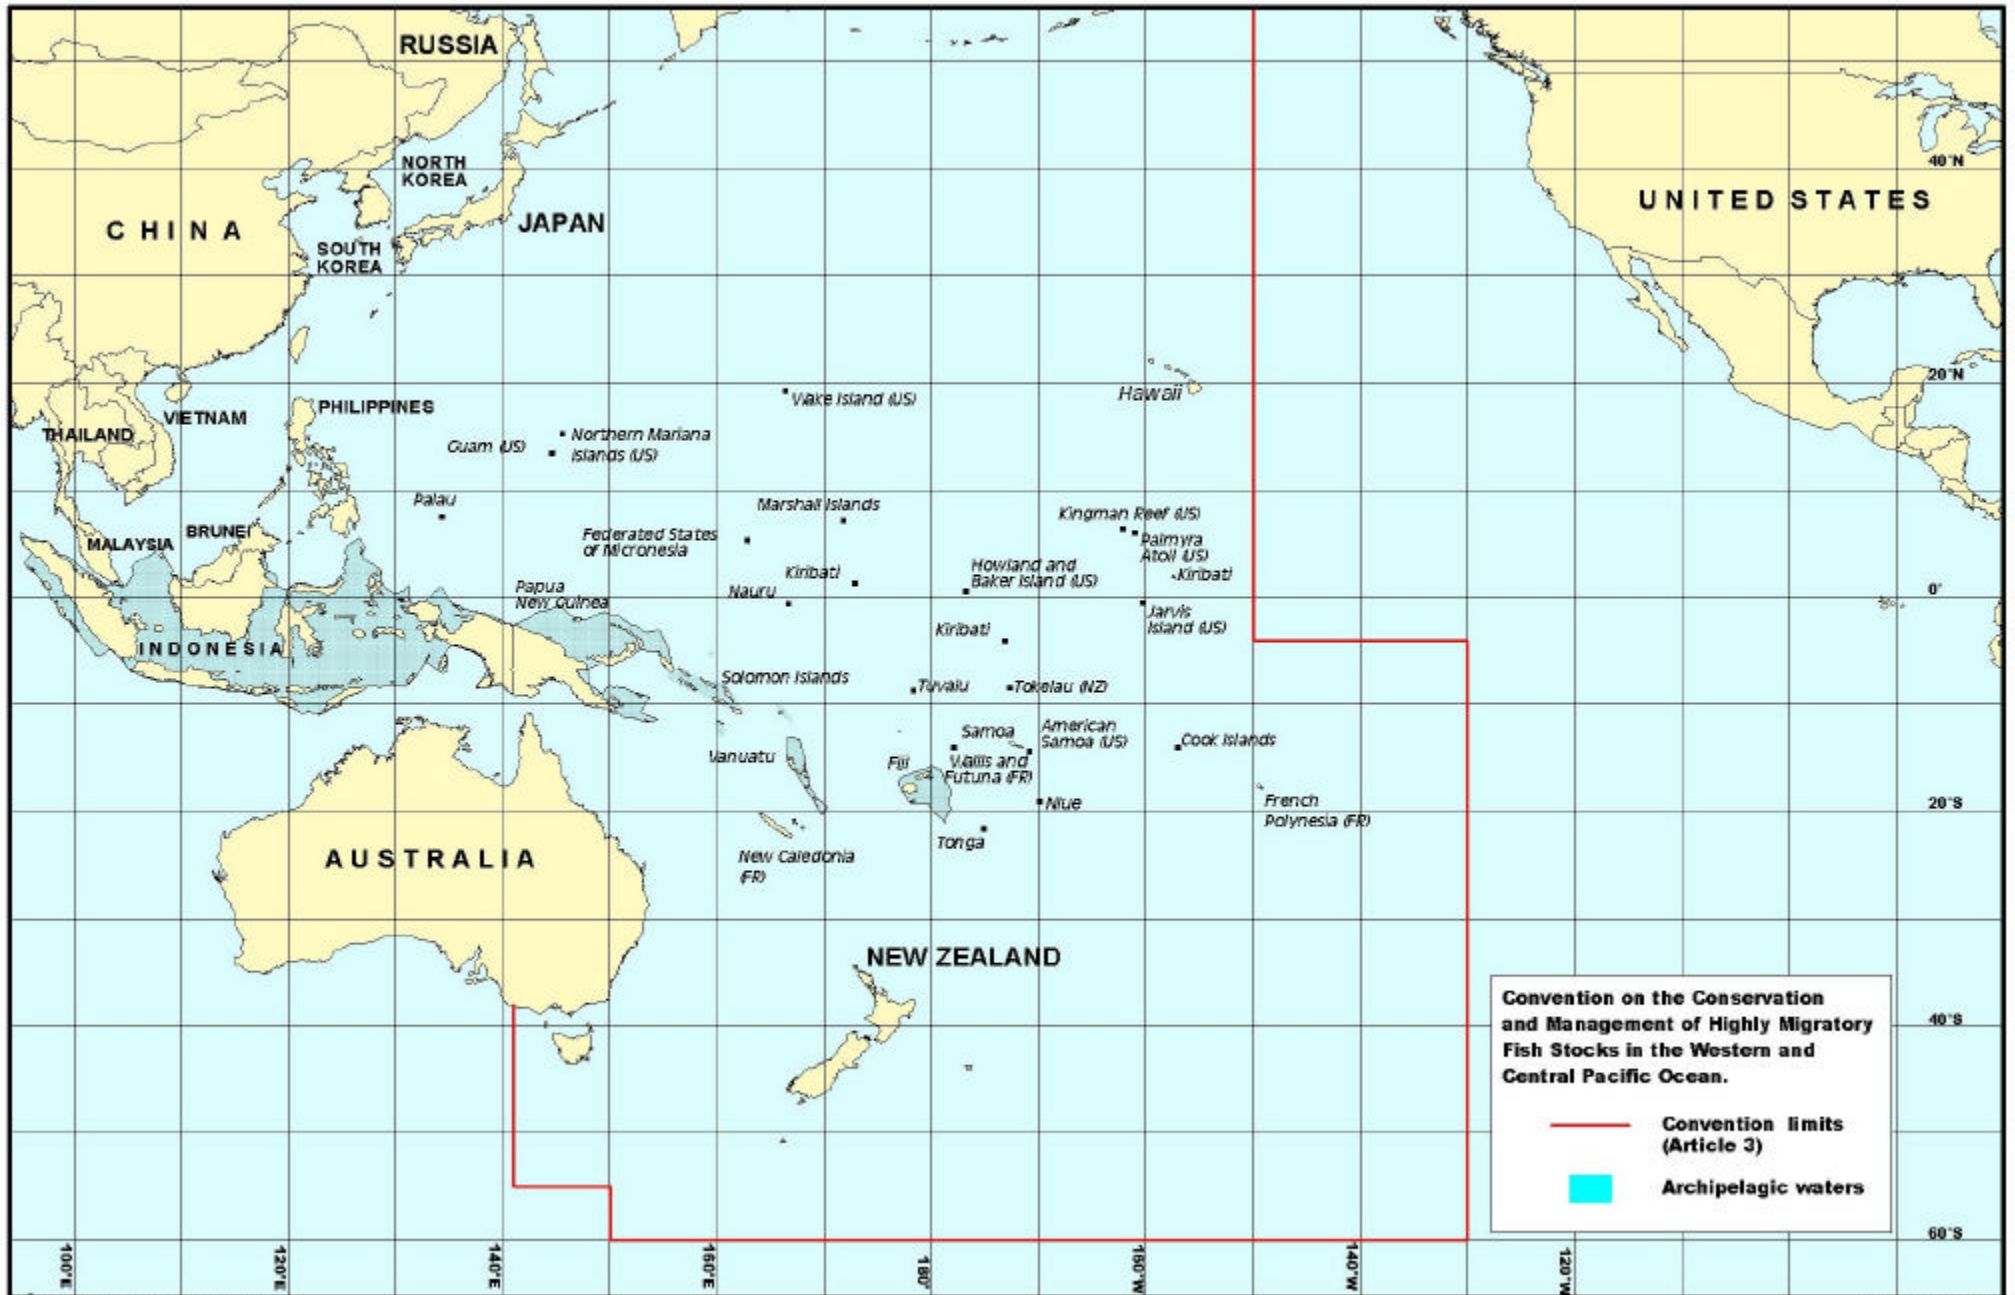 RUSSIA
NORTH
KOREA
UNITED STATES
CHINA
JAPAN
SOUTH
KOREA
40°N
20°N
0°
20°S
40°S
60°S
Wake Island (US)
Hawaii
VIETNAM
PHILIPPINES
THAILAND
Guam (US)
Northern Mariana
Islands (US)
Palau
Marshall Islands
Kingman Reef (US)
BRUNEI
MALAYSIA
Federated States
of Micronesia
Palmyra
Atoll (US)
Howland and
Baker Island (US)
Kiribati
Kiribati
Papua
New Guinea
Nauru
Jarvis
Island (US)
Kiribati
INDONESIA
Solomon Islands
Tuvalu
Tokelau (NZ)
Samoa
American
Samoa (US)
Cook Islands
Vanuatu
Fiji
Wallis and
Futuna (FR)
Niue
French
Polynesia (FR)
Tonga
New Caledonia
(FR)
AUSTRALIA
NEW ZEALAND
Convention on the Conservation
and Management of Highly Migratory
Fish Stocks in the Western and
Central Pacific Ocean.
Convention limits
(Article 3)
Archipelagic waters
100°E
120°E
140°E
160°E
180°
160°W
140°W
120°W